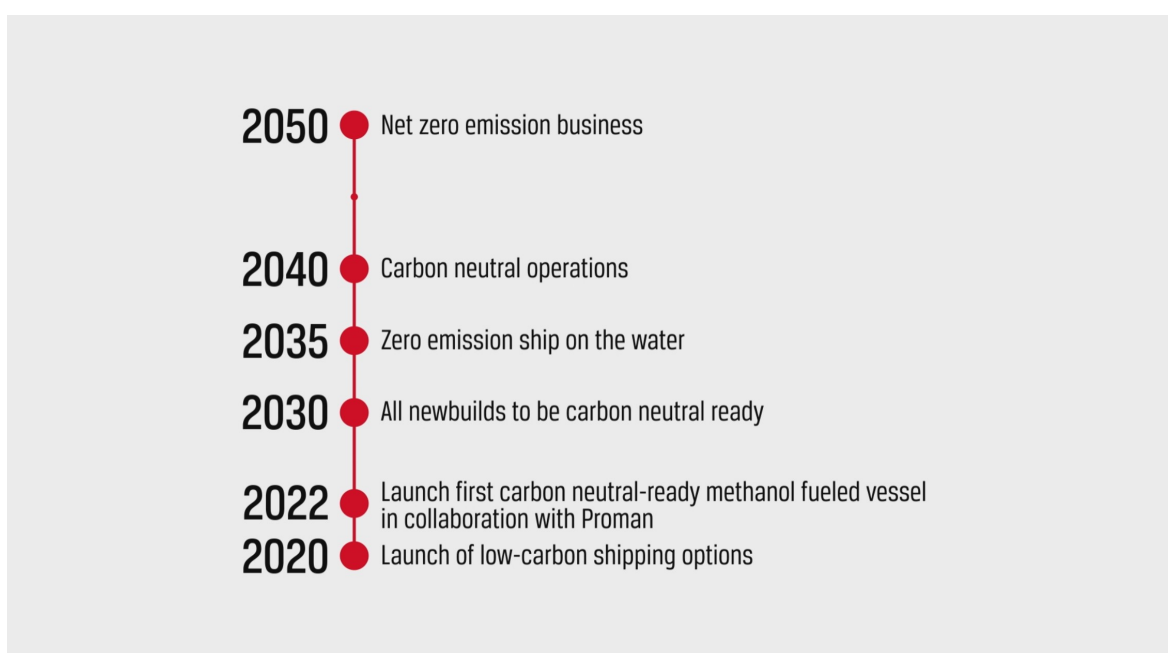 2050 Net zero emission business
2040 Carbon neutral operations
2035 Zero emission ship on the water
2030 All newbuilds to be carbon neutral ready
2022 Launch first carbon neutral-ready methanol fueled vessel
in collaboration with Proman
2020 Launch of low-carbon shipping options